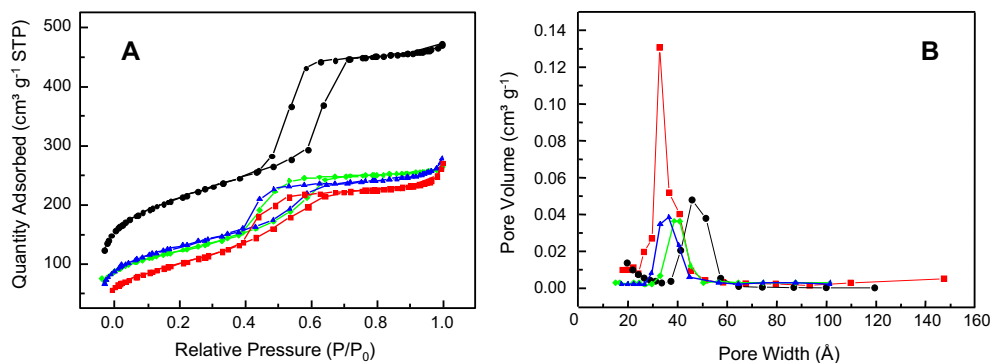 A
Quantity Adsorbed (cm³ g⁻¹ STP)
500
400
300
200
100
0.0 0.2 0.4 0.6 0.8 1.0
Relative Pressure (P/P₀)
B
Pore Volume (cm³ g⁻¹)
0.14
0.12
0.10
0.08
0.06
0.04
0.02
0.00
0 20 40 60 80 100 120 140 160
Pore Width (Å)